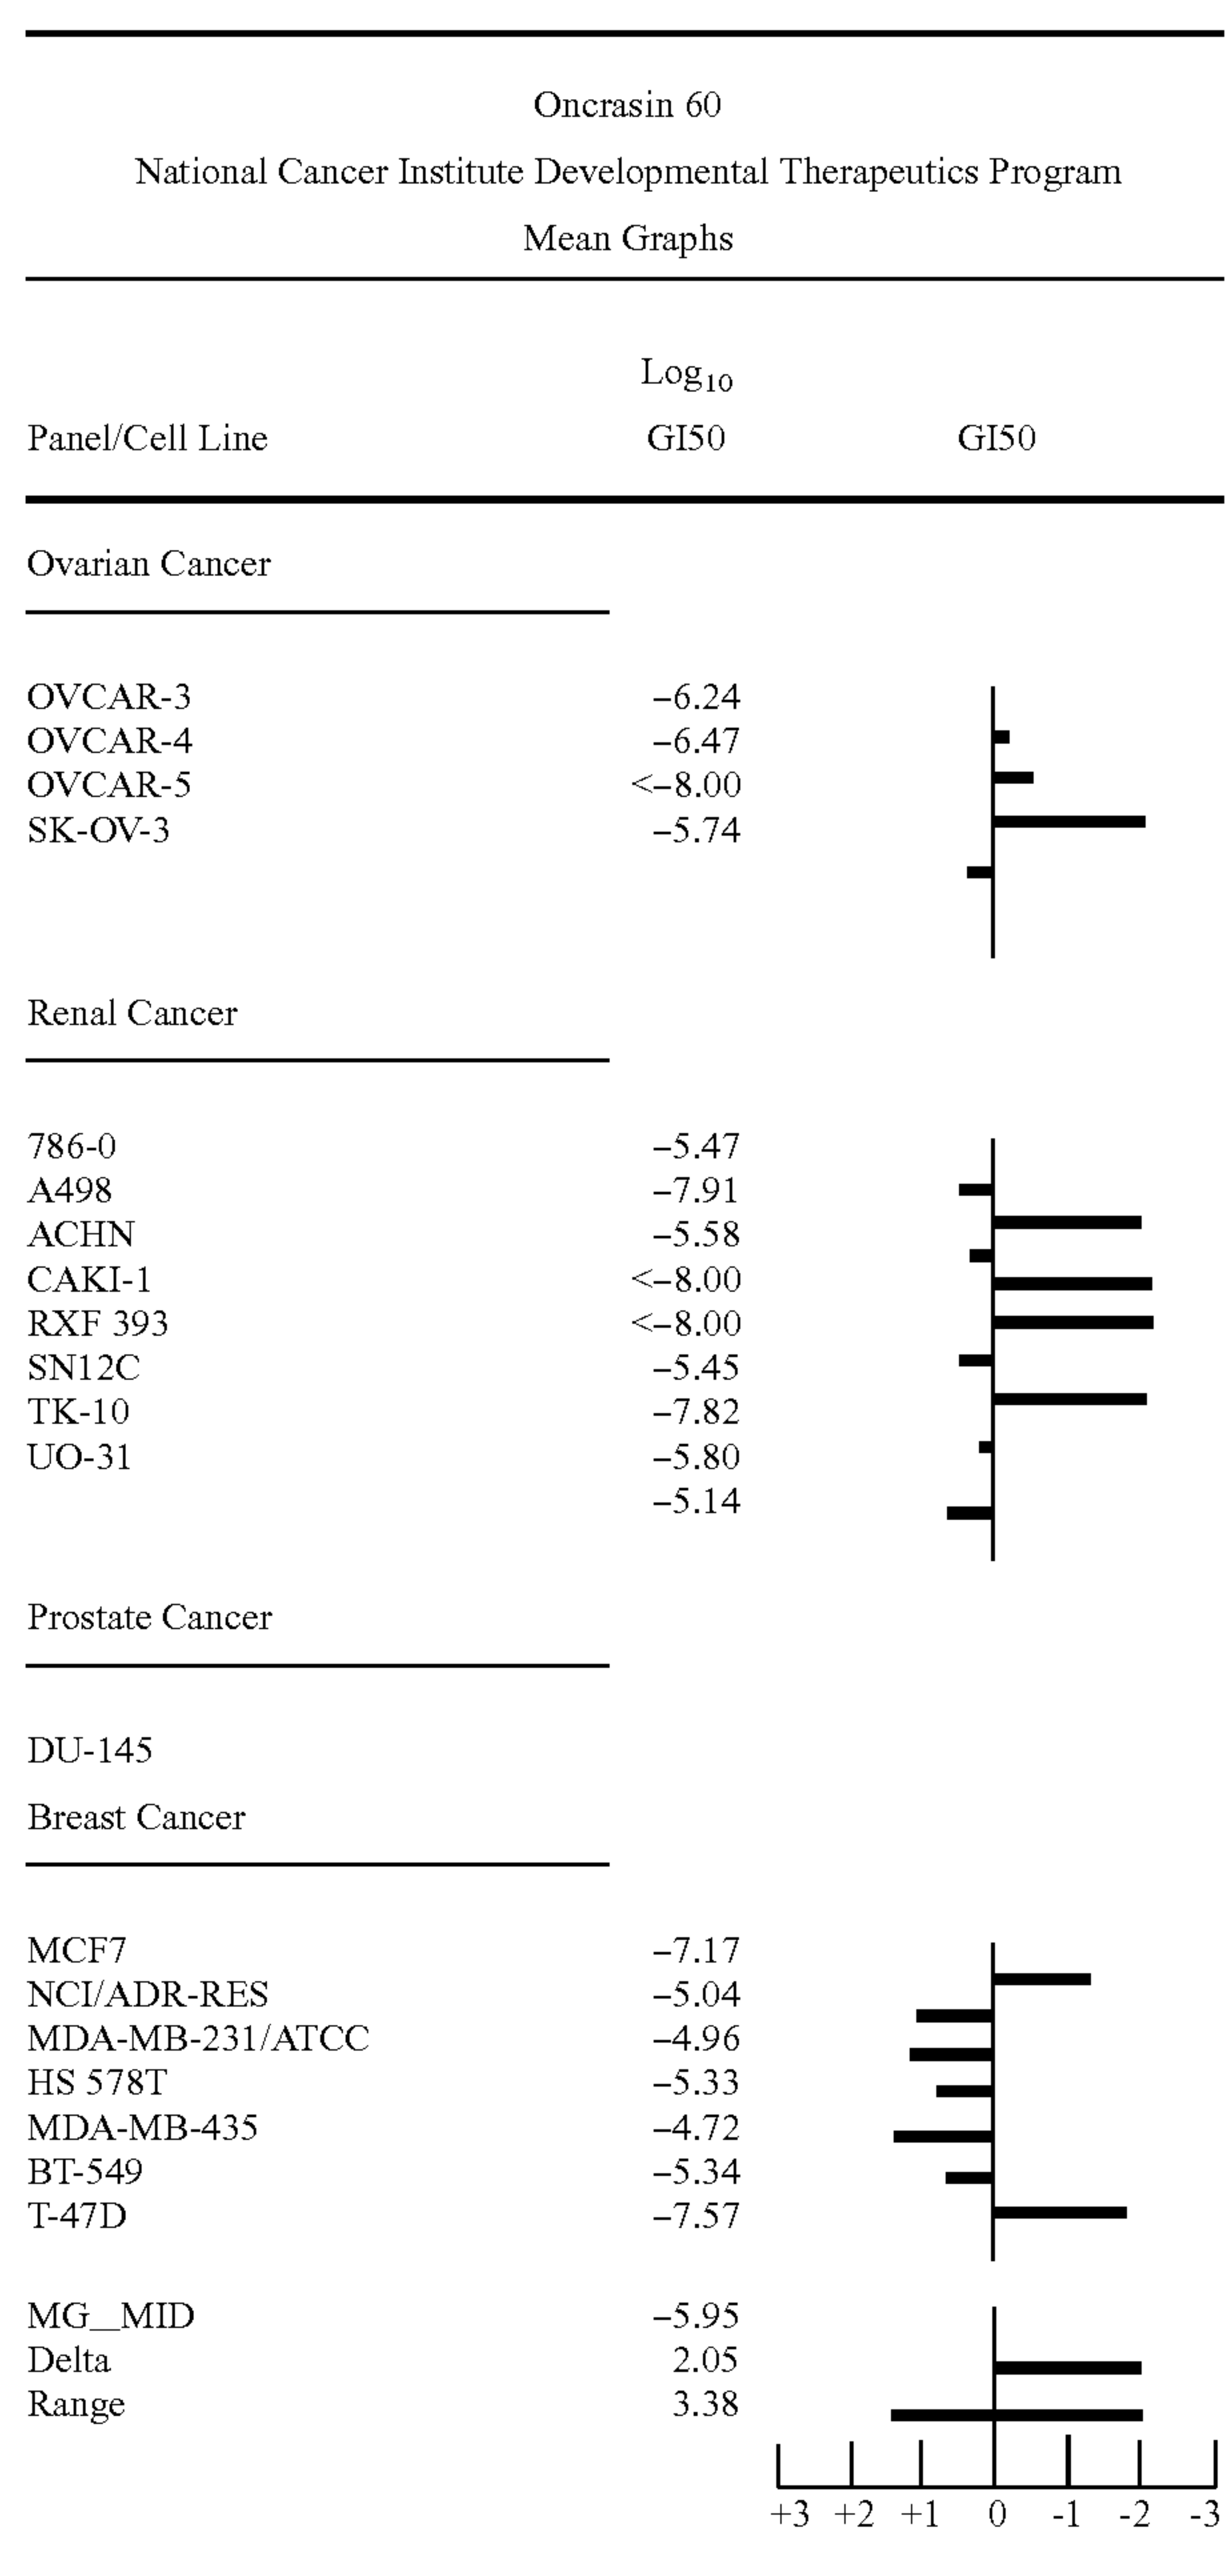 Oncrasin 60
National Cancer Institute Developmental Therapeutics Program
Mean Graphs
Log10
Panel/Cell Line GI50 GI50
Ovarian Cancer
OVCAR-3 –6.24
OVCAR-4 –6.47
OVCAR-5 <–8.00
SK-OV-3 –5.74
Renal Cancer
786-0 –5.47
A498 –7.91
ACHN –5.58
CAKI-1 <–8.00
RXF 393 <–8.00
SN12C –5.45
TK-10 –7.82
UO-31 –5.80
–5.14
Prostate Cancer
DU-145
Breast Cancer
MCF7 –7.17
NCI/ADR-RES –5.04
MDA-MB-231/ATCC –4.96
HS 578T –5.33
MDA-MB-435 –4.72
BT-549 –5.34
T-47D –7.57
MG__MID –5.95
Delta 2.05
Range 3.38
+3 +2 +1 0 -1 -2 -3